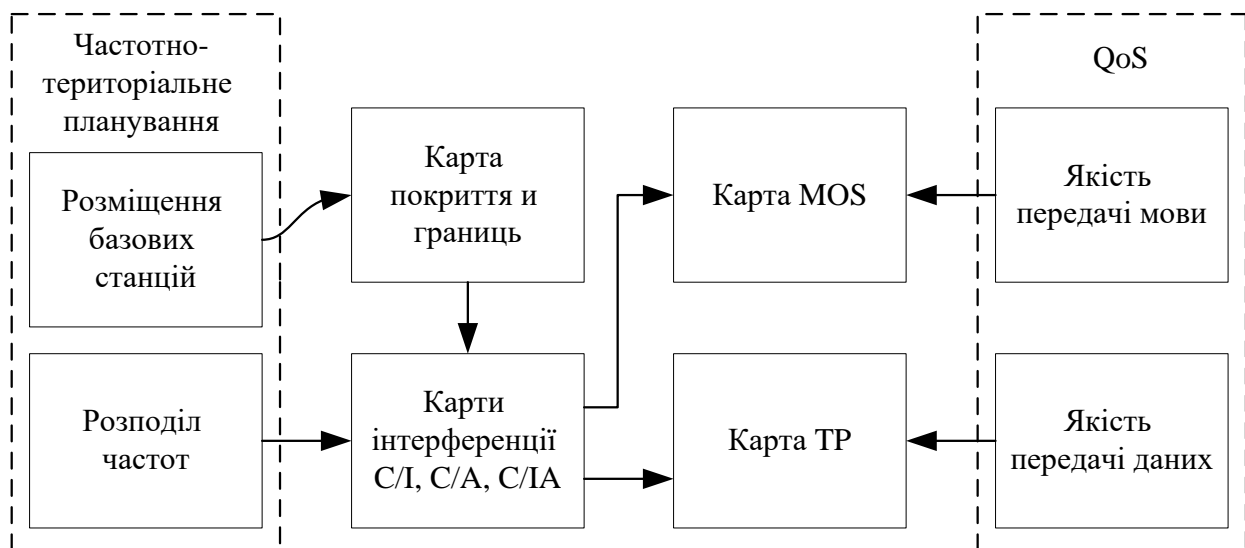 Частотно-
територіальне
планування
Розміщення
базових
станцій
Розподіл
частот
Карта
покриття и
границь
Карти
інтерференції
C/I, C/A, C/IA
Карта MOS
Карта TP
QoS
Якість
передачі мови
Якість
передачі даних